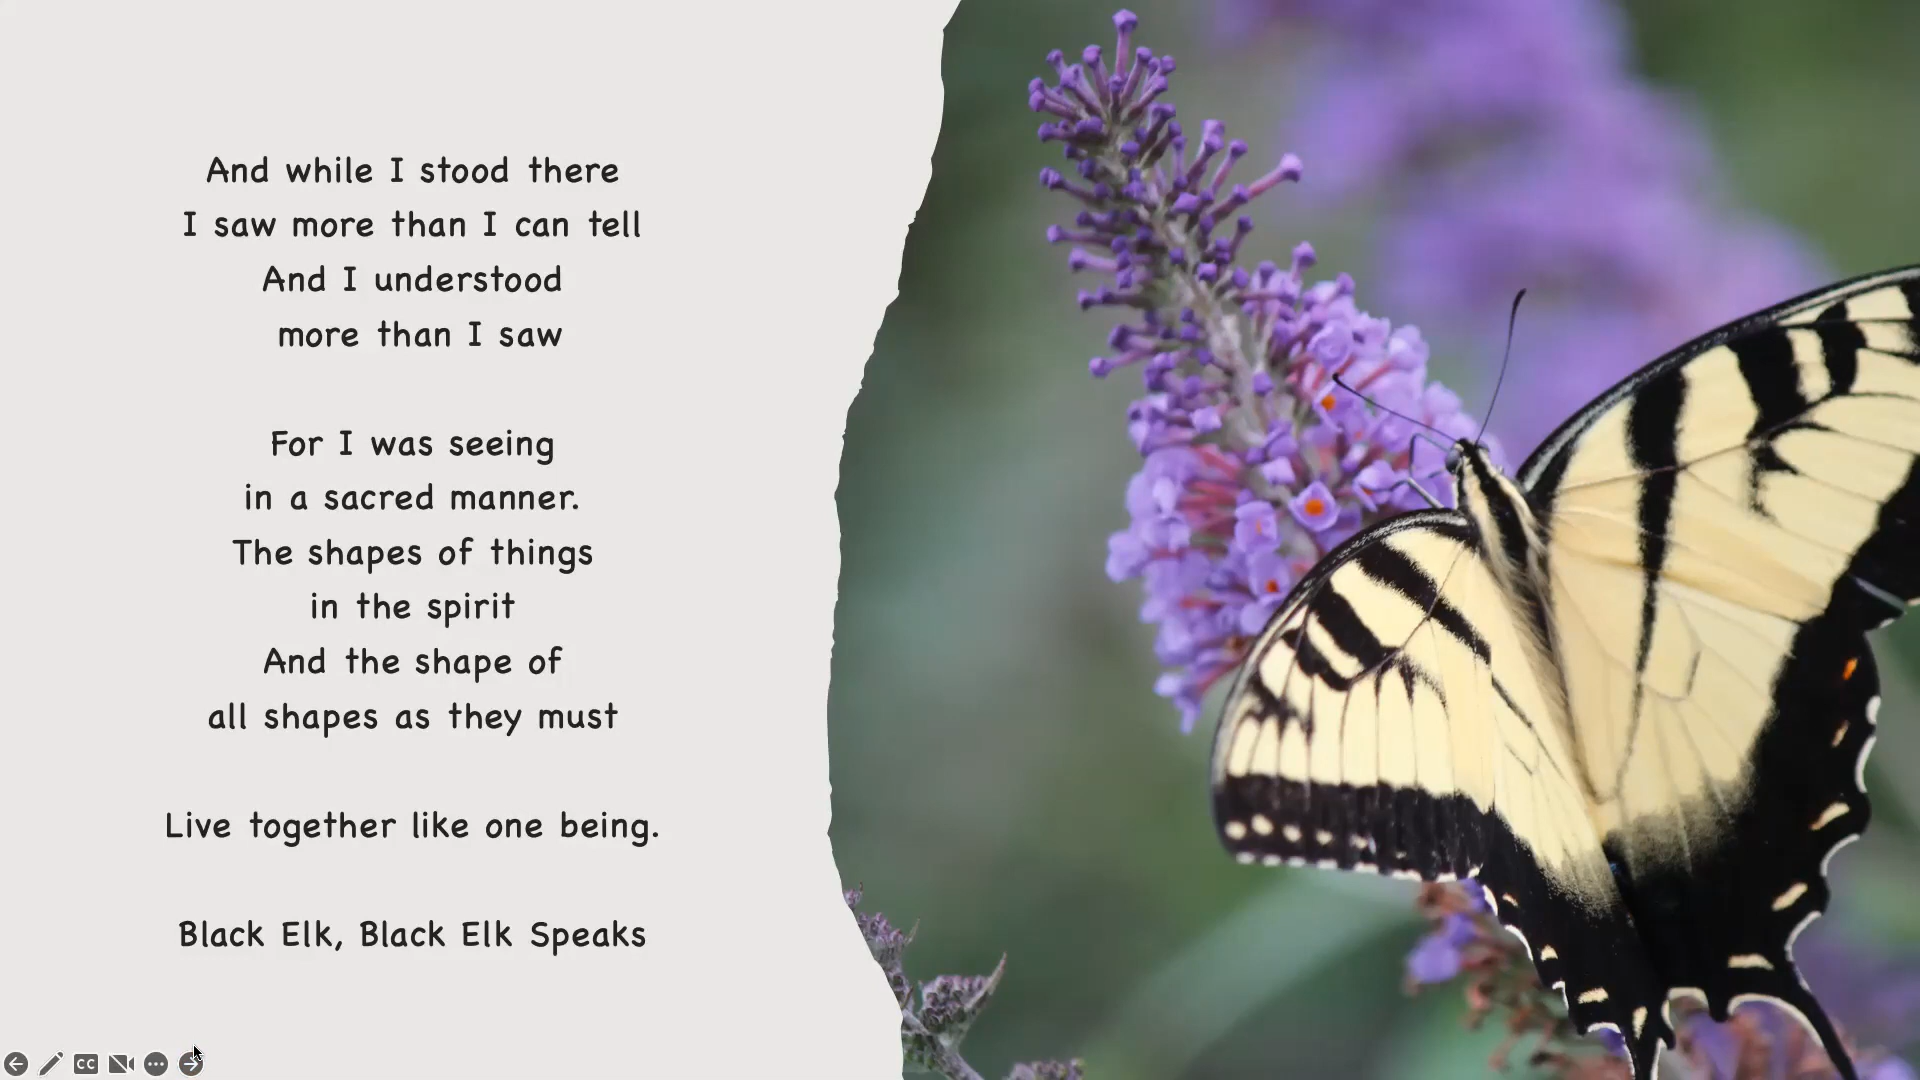 And while I stood there
I saw more than I can tell
And I understood
more than I saw
For I was seeing
in a sacred manner.
The shapes of things
in the spirit
And the shape of
all shapes as they must
Live together like one being.
Black Elk, Black Elk Speaks
CC